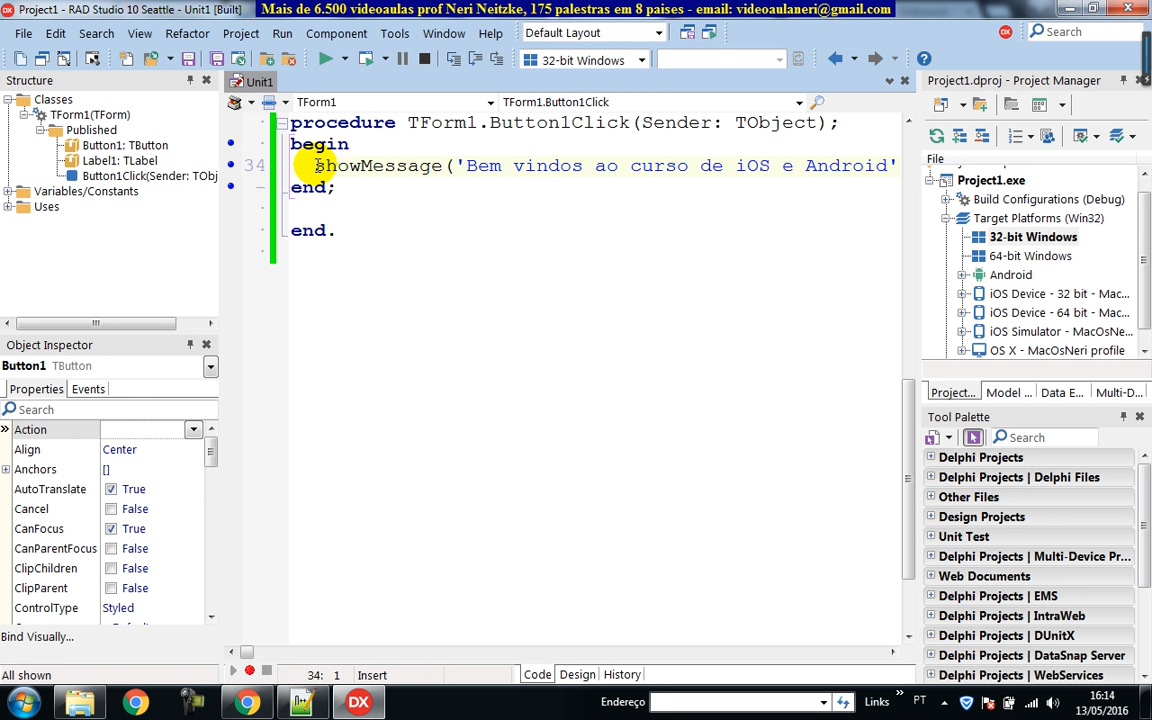 Project1 - RAD Studio 10 Seattle - Unit1 [Built]
Mais de 6.500 videoaulas prof Neri Neitzke, 175 palestras em 8 paises - email: videoaulaneri@gmail.com
File Edit Search View Refactor Project Run Component Tools Window Help
Default Layout
Search
32-bit Windows
Structure
Classes
TForm1(TForm)
Published
Button1: TButton
Label1: TLabel
Button1Click(Sender: TObj
Variables/Constants
Uses
Object Inspector
Button1 TButton
Properties Events
Search
Action
Align Center
Anchors []
AutoTranslate True
Cancel False
CanFocus True
CanParentFocus False
ClipChildren False
ClipParent False
ControlType Styled
Bind Visually...
All shown
Unit1
TForm1
TForm1.Button1Click
procedure TForm1.Button1Click(Sender: TObject);
begin
34 showMessage('Bem vindos ao curso de iOS e Android'
end;
end.
34: 1 Insert
Code Design History
Project1.dproj - Project Manager
File
Project1.exe
Build Configurations (Debug)
Target Platforms (Win32)
32-bit Windows
64-bit Windows
Android
iOS Device - 32 bit - Mac...
iOS Device - 64 bit - Mac...
iOS Simulator - MacOsNe...
OS X - MacOsNeri profile
Project... Model ... Data E... Multi-D...
Tool Palette
Search
Delphi Projects
Delphi Projects | Delphi Files
Other Files
Design Projects
Unit Test
Delphi Projects | Multi-Device Pr...
Web Documents
Delphi Projects | EMS
Delphi Projects | IntraWeb
Delphi Projects | DUnitX
Delphi Projects | DataSnap Server
Delphi Projects | WebServices
Endereço
Links
PT
16:14
13/05/2016